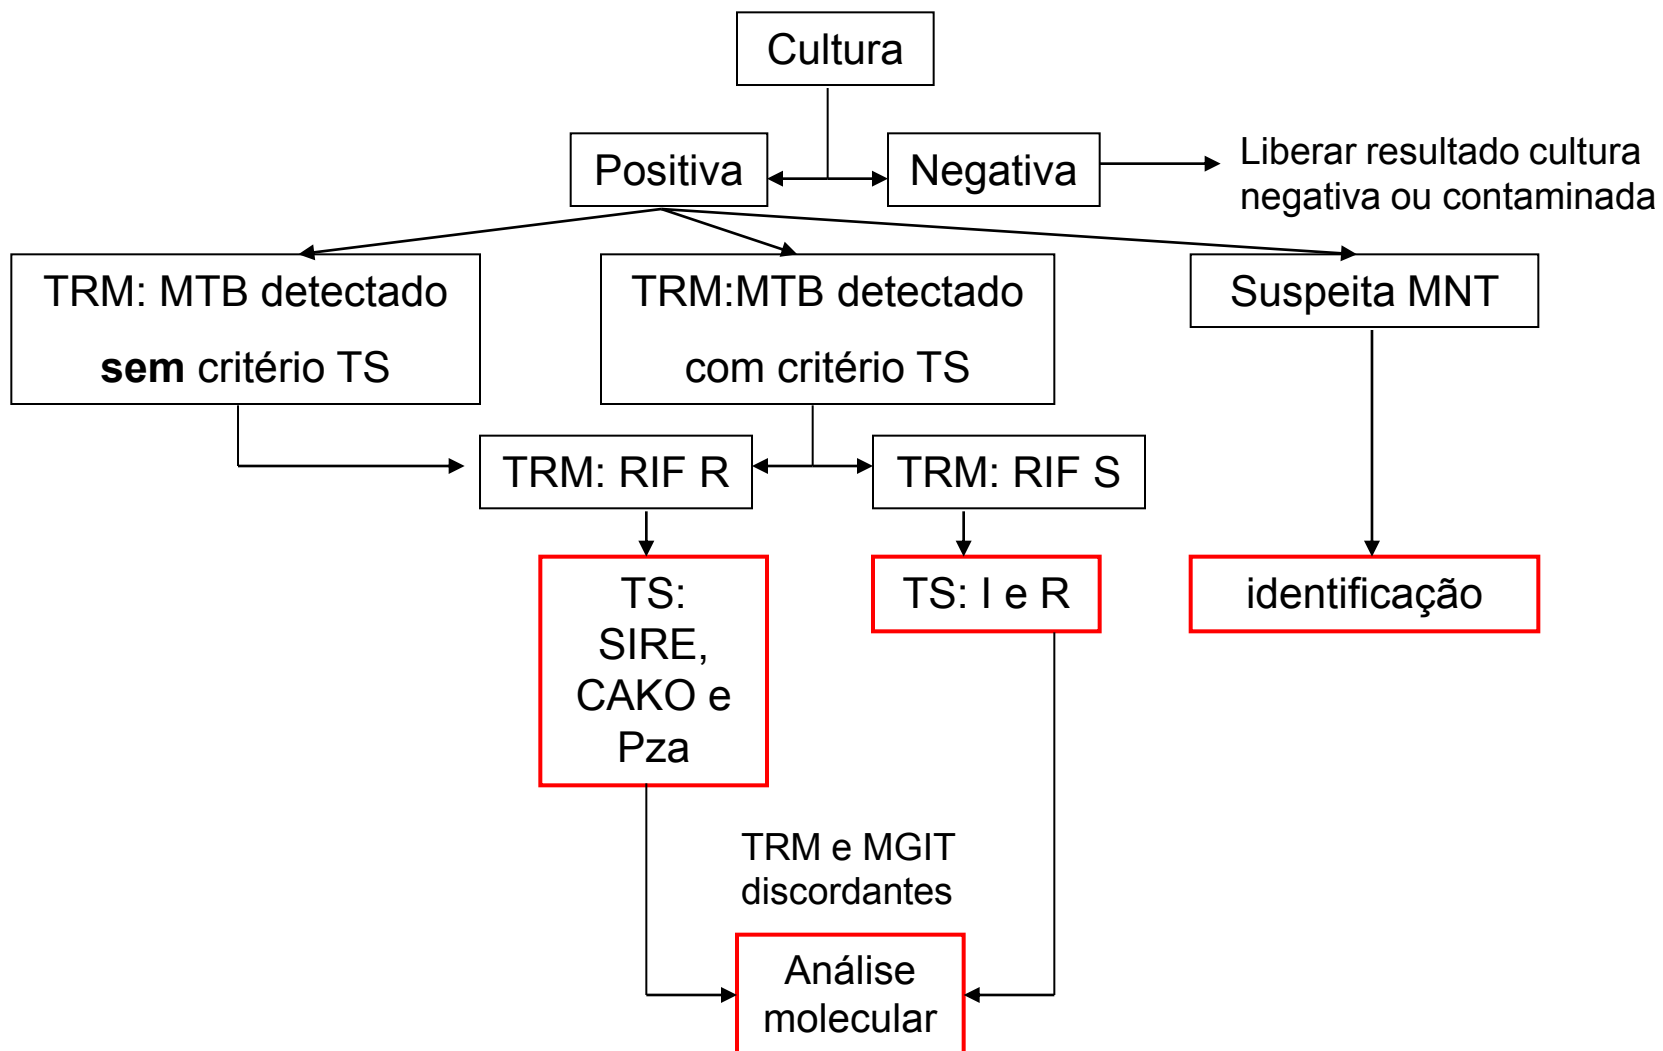 Cultura
Positiva
Negativa
Liberar resultado cultura
negativa ou contaminada
TRM: MTB detectado
sem critério TS
TRM:MTB detectado
com critério TS
Suspeita MNT
TRM: RIF R
TRM: RIF S
TS:
SIRE,
CAKO e
Pza
TS: I e R
identificação
TRM e MGIT
discordantes
Análise
molecular